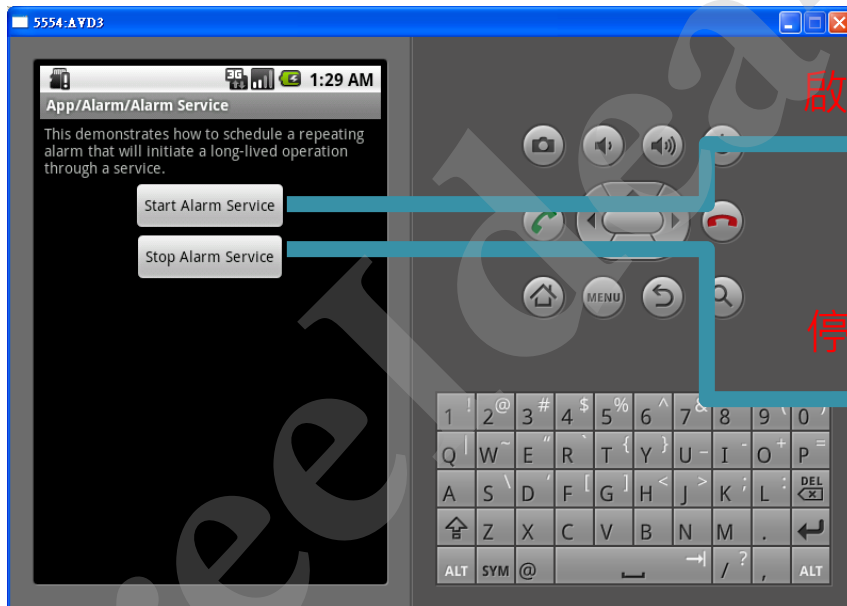 5554:AVD3
3G 1:29 AM
App/Alarm/Alarm Service
This demonstrates how to schedule a repeating
alarm that will initiate a long-lived operation
through a service.
Start Alarm Service
Stop Alarm Service
啟
停
MENU
1 ! 2 @ 3 # 4 $ 5 % 6 ^ 7 & 8 9 ( 0 )
Q | W ~ E " R ` T { Y } U _ I - O + P =
A S \ D ' F [ G ] H < J > K ; L : DEL
Z X C V B N M .
ALT SYM @ / ? , ALT